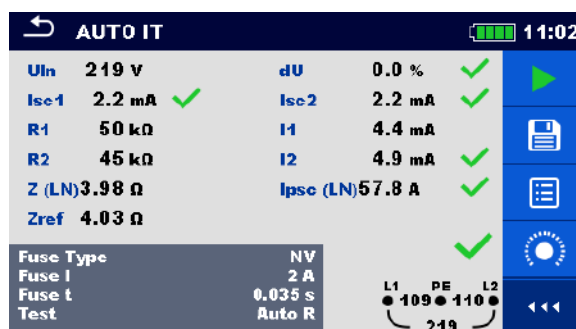 AUTO IT 11:02
Uln 219 V dU 0.0 %
Isc1 2.2 mA Isc2 2.2 mA
R1 50 kΩ I1 4.4 mA
R2 45 kΩ I2 4.9 mA
Z (LN) 3.98 Ω Ipsc (LN) 57.8 A
Zref 4.03 Ω
Fuse Type NV
Fuse I 2 A
Fuse t 0.035 s
Test Auto R
L1 PE L2
109 110
219